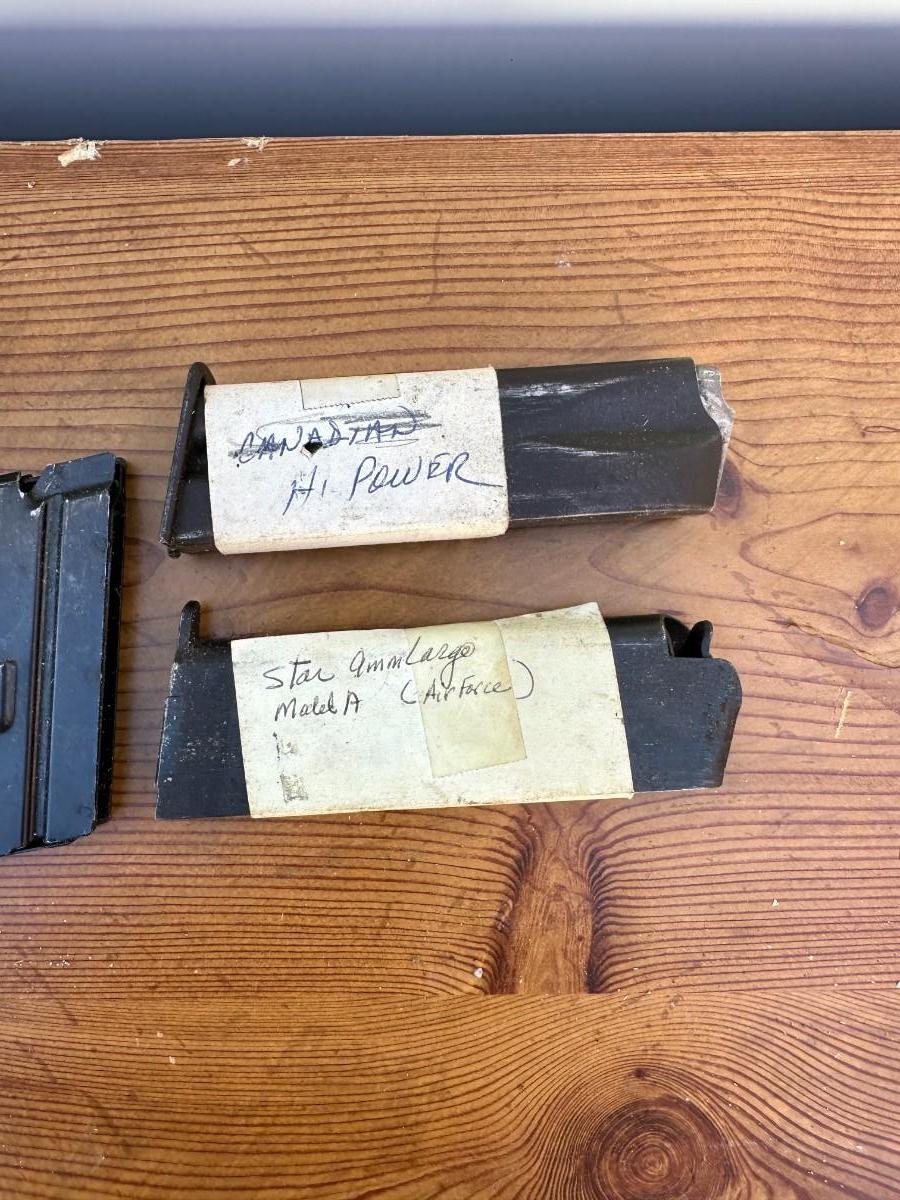 CANADIAN
Hi POWER
Star 9mm Largo
Model A (Air Force)